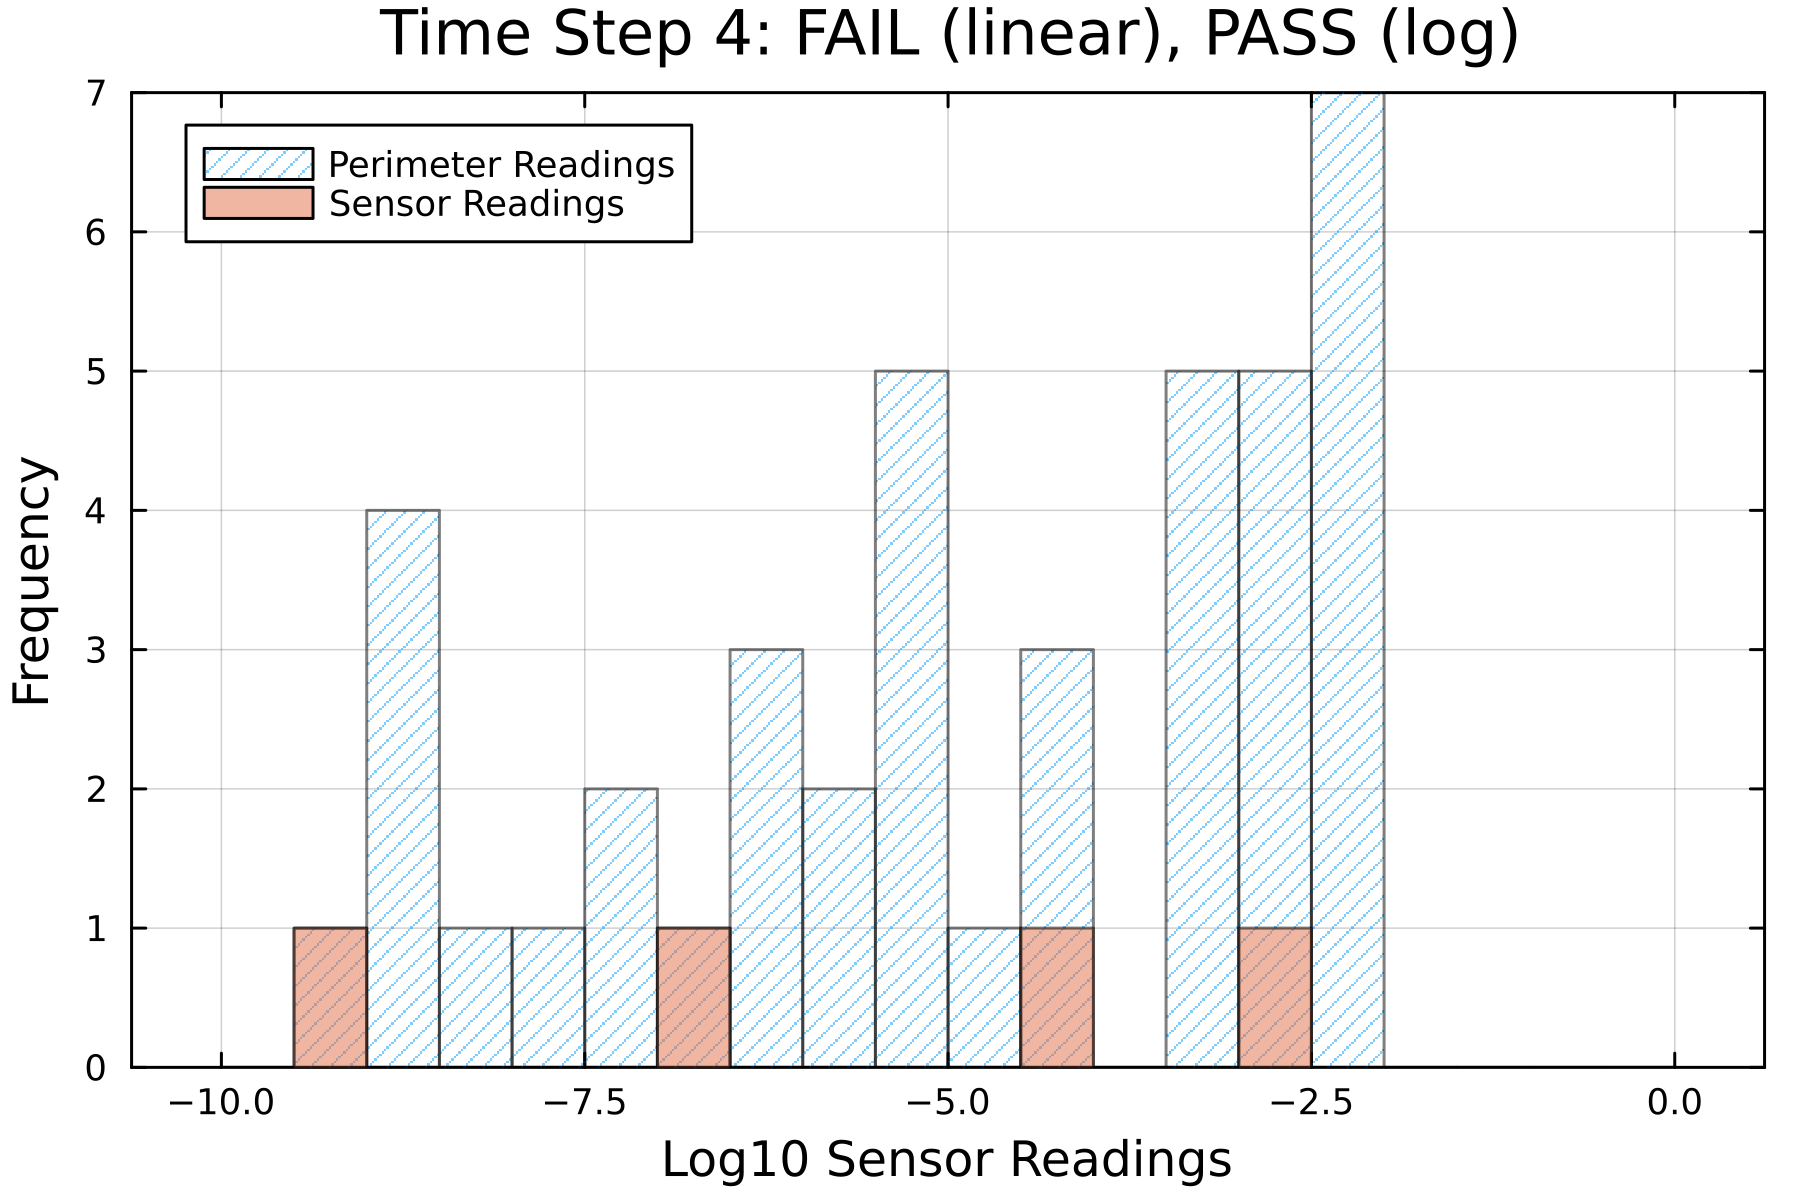 Time Step 4: FAIL (linear), PASS (log)
7
6
5
4
3
2
1
0
Perimeter Readings
Sensor Readings
Frequency
−10.0
−7.5
−5.0
−2.5
0.0
Log10 Sensor Readings